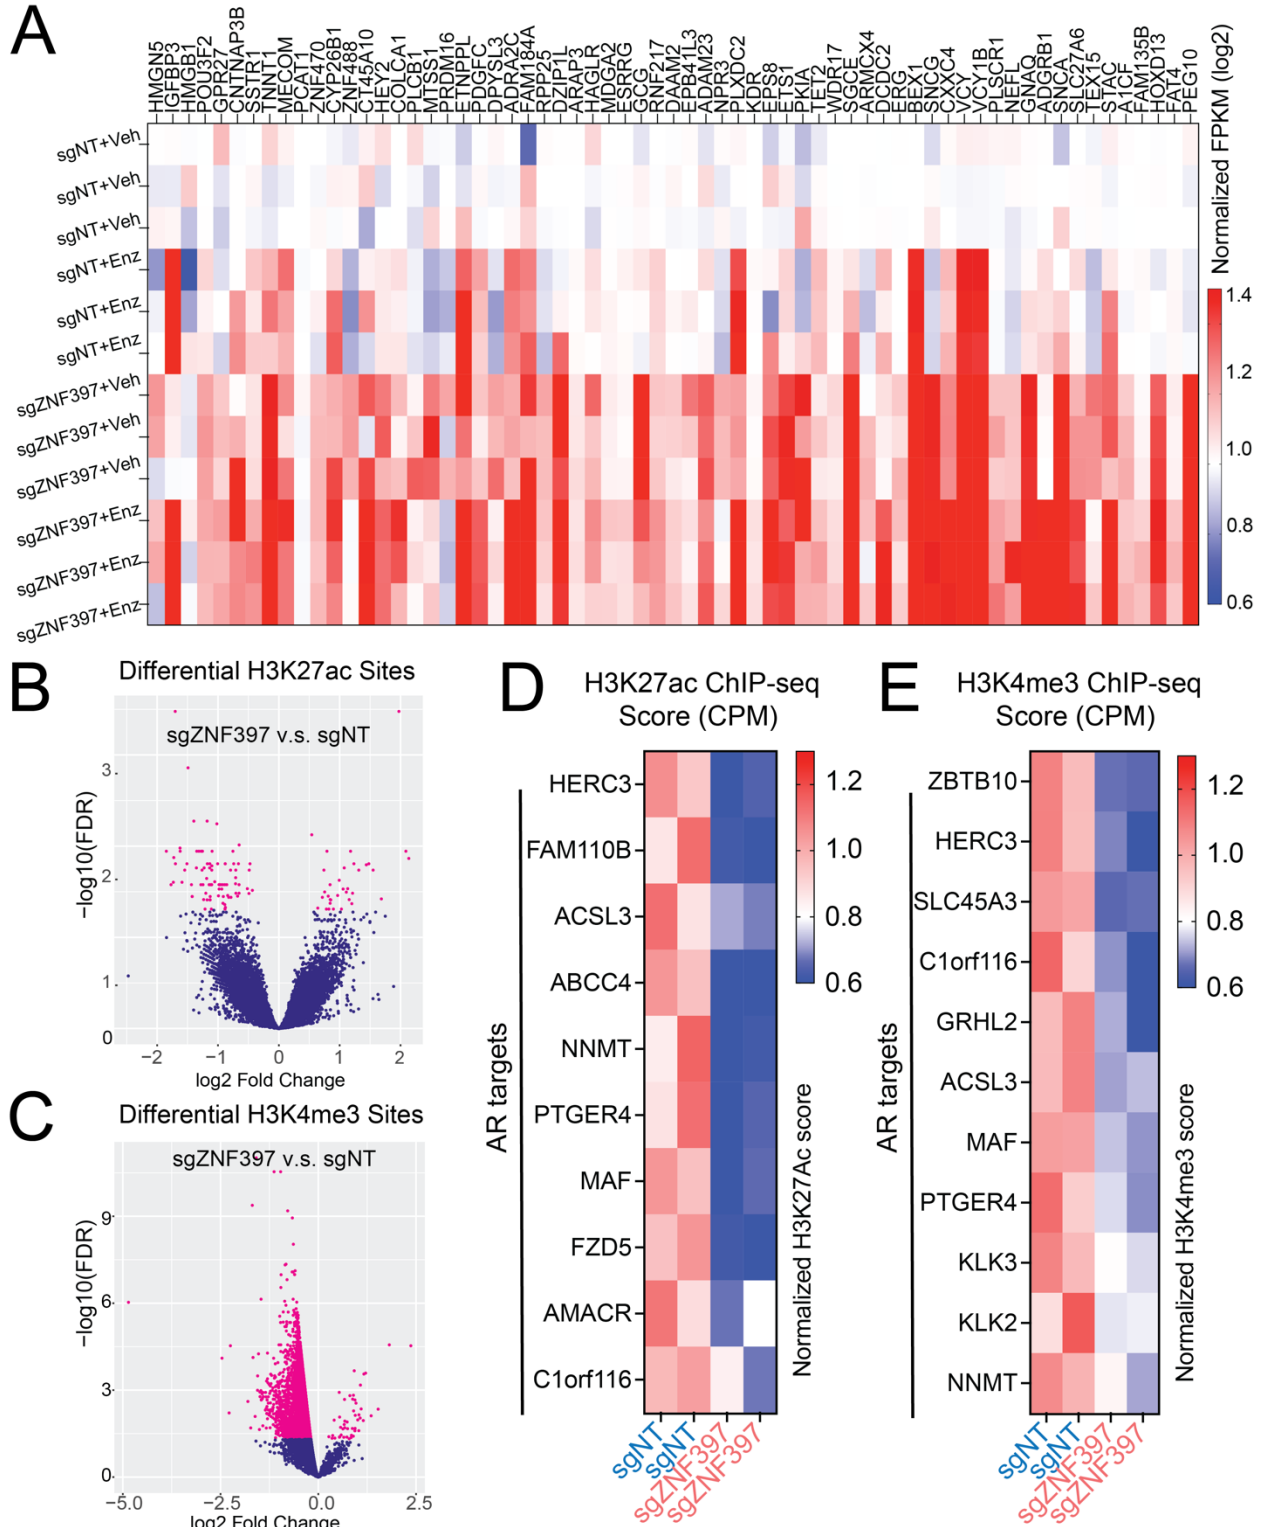 A
HMGN5
IGFBP3
HMGB1
POU3F2
GPR27
CNTNAP3B
SSTR1
TNNT1
MECOM
PCAT1
ZNF470
CYP26B1
ZNF488
CT45A10
HEY2
COLCA1
PLCB1
MTSS1
PRDM16
ETNPPL
PDGFC
DPYSL3
ADRA2C
FAM184A
RPP25
DZIP1L
ARAP3
HAGLR
MDGA2
ESRRG
GCG
RNF217
DAAM2
EPB41L3
ADAM23
NPR3
PLXDC2
KDR
EPS8
ETS1
PKIA
TET2
WDR17
SGCE
ARMCX4
DCDC2
ERG
BEX1
SNCG
CXXC4
VCY
VCY1B
PLSCR1
NEFL
GNAQ
ADGRB1
SNCA
SLC27A6
TEX15
STAC
A1CF
FAM135B
HOXD13
FAT4
PEG10
sgNT+Veh
sgNT+Veh
sgNT+Veh
sgNT+Enz
sgNT+Enz
sgNT+Enz
sgZNF397+Veh
sgZNF397+Veh
sgZNF397+Veh
sgZNF397+Enz
sgZNF397+Enz
sgZNF397+Enz
Normalized FPKM (log2)
1.4
1.2
1.0
0.8
0.6
B
Differential H3K27ac Sites
sgZNF397 v.s. sgNT
−log10(FDR)
3
2
1
0
−2
−1
0
1
2
log2 Fold Change
C
Differential H3K4me3 Sites
sgZNF397 v.s. sgNT
−log10(FDR)
9
6
3
0
−5.0
−2.5
0.0
2.5
log2 Fold Change
D
H3K27ac ChIP-seq
Score (CPM)
AR targets
HERC3
FAM110B
ACSL3
ABCC4
NNMT
PTGER4
MAF
FZD5
AMACR
C1orf116
sgNT
sgNT
sgZNF397
sgZNF397
1.2
1.0
0.8
0.6
Normalized H3K27Ac score
E
H3K4me3 ChIP-seq
Score (CPM)
AR targets
ZBTB10
HERC3
SLC45A3
C1orf116
GRHL2
ACSL3
MAF
PTGER4
KLK3
KLK2
NNMT
sgNT
sgNT
sgZNF397
sgZNF397
1.2
1.0
0.8
0.6
Normalized H3K4me3 score